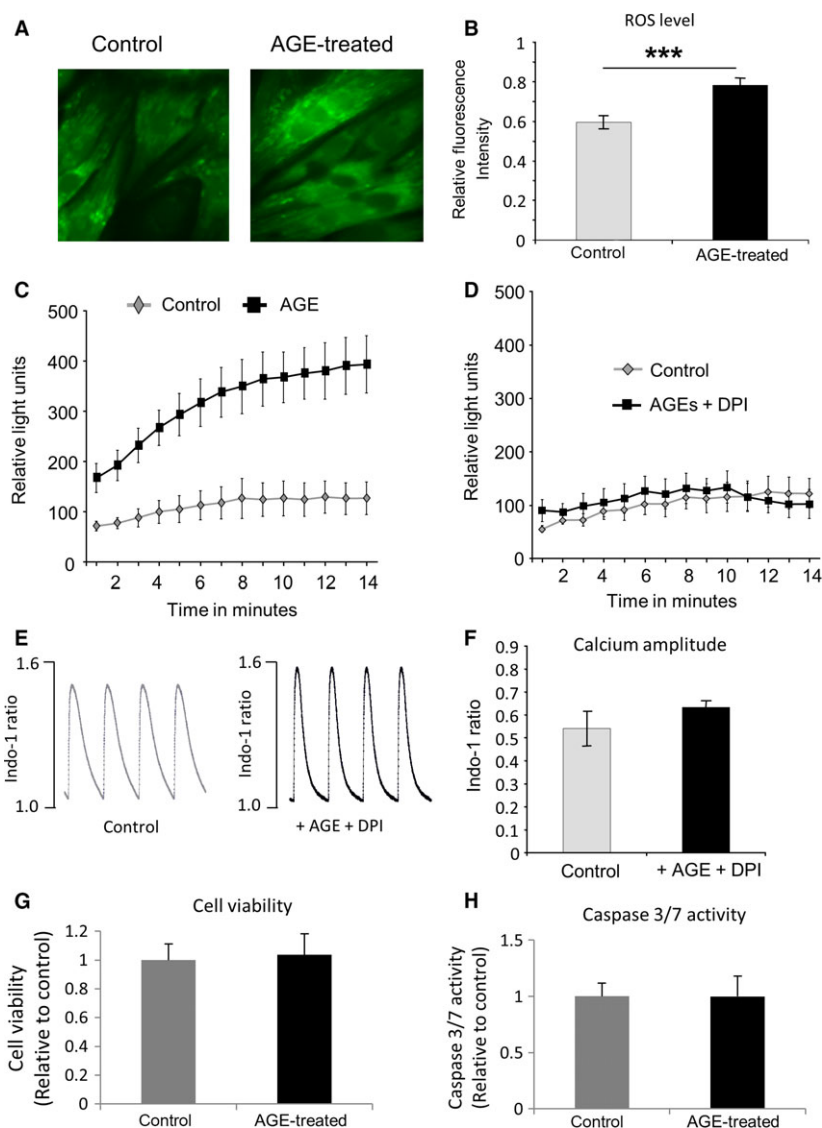 A
Control
AGE-treated
B
ROS level
***
Relative fluorescence
Intensity
1
0.8
0.6
0.4
0.2
0
Control
AGE-treated
C
Control
AGE
Relative light units
500
400
300
200
100
0
2 4 6 8 10 12 14
Time in minutes
D
Control
AGEs + DPI
Relative light units
500
400
300
200
100
0
2 4 6 8 10 12 14
Time in minutes
E
Indo-1 ratio
1.6
1.0
Control
Indo-1 ratio
1.6
1.0
+ AGE + DPI
F
Calcium amplitude
Indo-1 ratio
0.9
0.8
0.7
0.6
0.5
0.4
0.3
0.2
0.1
0
Control
+ AGE + DPI
G
Cell viability
Cell viability
(Relative to control)
1.2
1
0.8
0.6
0.4
0.2
0
Control
AGE-treated
H
Caspase 3/7 activity
Caspase 3/7 activity
(Relative to control)
1.5
1
0.5
0
Control
AGE-treated